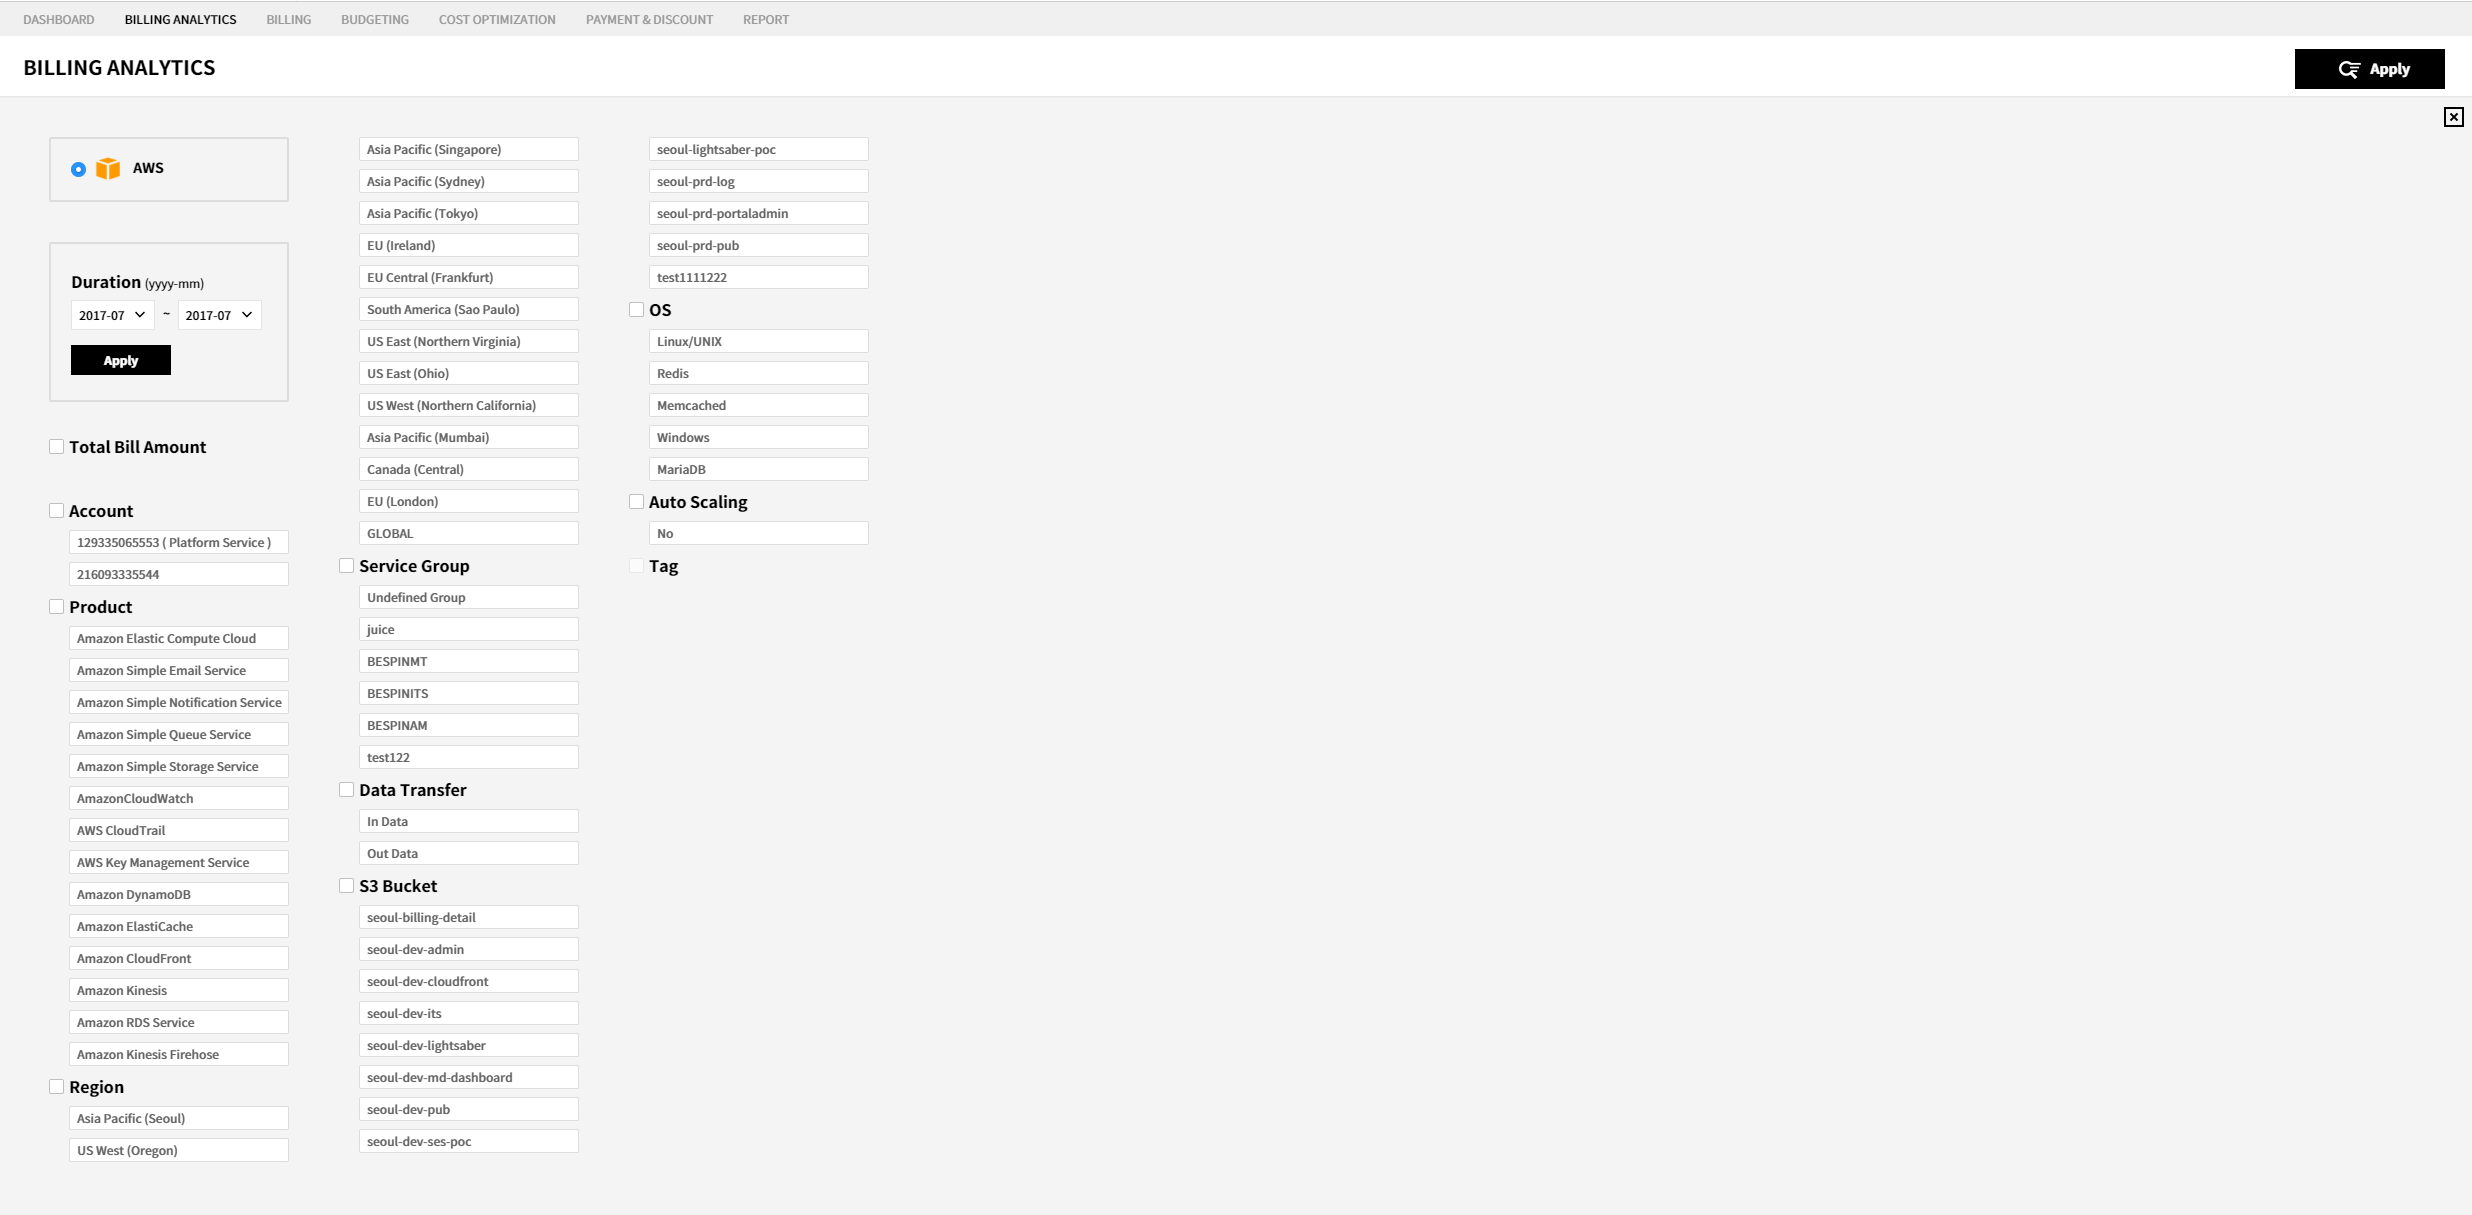 DASHBOARD BILLING ANALYTICS BILLING BUDGETING COST OPTIMIZATION PAYMENT & DISCOUNT REPORT
BILLING ANALYTICS
Apply
AWS
Duration (yyyy-mm)
2017-07 ~ 2017-07
Apply
Total Bill Amount
Account
129335065553 ( Platform Service )
216093335544
Product
Amazon Elastic Compute Cloud
Amazon Simple Email Service
Amazon Simple Notification Service
Amazon Simple Queue Service
Amazon Simple Storage Service
AmazonCloudWatch
AWS CloudTrail
AWS Key Management Service
Amazon DynamoDB
Amazon ElastiCache
Amazon CloudFront
Amazon Kinesis
Amazon RDS Service
Amazon Kinesis Firehose
Region
Asia Pacific (Seoul)
US West (Oregon)
Asia Pacific (Singapore)
Asia Pacific (Sydney)
Asia Pacific (Tokyo)
EU (Ireland)
EU Central (Frankfurt)
South America (Sao Paulo)
US East (Northern Virginia)
US East (Ohio)
US West (Northern California)
Asia Pacific (Mumbai)
Canada (Central)
EU (London)
GLOBAL
Service Group
Undefined Group
juice
BESPINMT
BESPINITS
BESPINAM
test122
Data Transfer
In Data
Out Data
S3 Bucket
seoul-billing-detail
seoul-dev-admin
seoul-dev-cloudfront
seoul-dev-its
seoul-dev-lightsaber
seoul-dev-md-dashboard
seoul-dev-pub
seoul-dev-ses-poc
seoul-lightsaber-poc
seoul-prd-log
seoul-prd-portaladmin
seoul-prd-pub
test1111222
OS
Linux/UNIX
Redis
Memcached
Windows
MariaDB
Auto Scaling
No
Tag